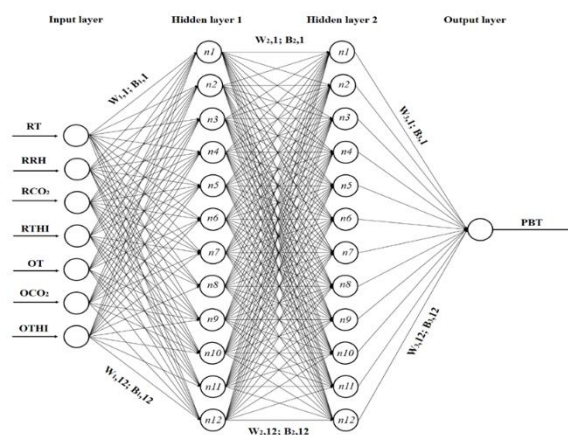 Input layer
Hidden layer 1
Hidden layer 2
Output layer
W₁,1; B₁,1
W₂,1; B₂,1
W₃,1; B₃,1
RT
RRH
RCO₂
RTHI
OT
OCO₂
OTHI
n1
n2
n3
n4
n5
n6
n7
n8
n9
n10
n11
n12
n1
n2
n3
n4
n5
n6
n7
n8
n9
n10
n11
n12
PBT
W₁,12; B₁,12
W₂,12; B₂,12
W₃,12; B₃,12